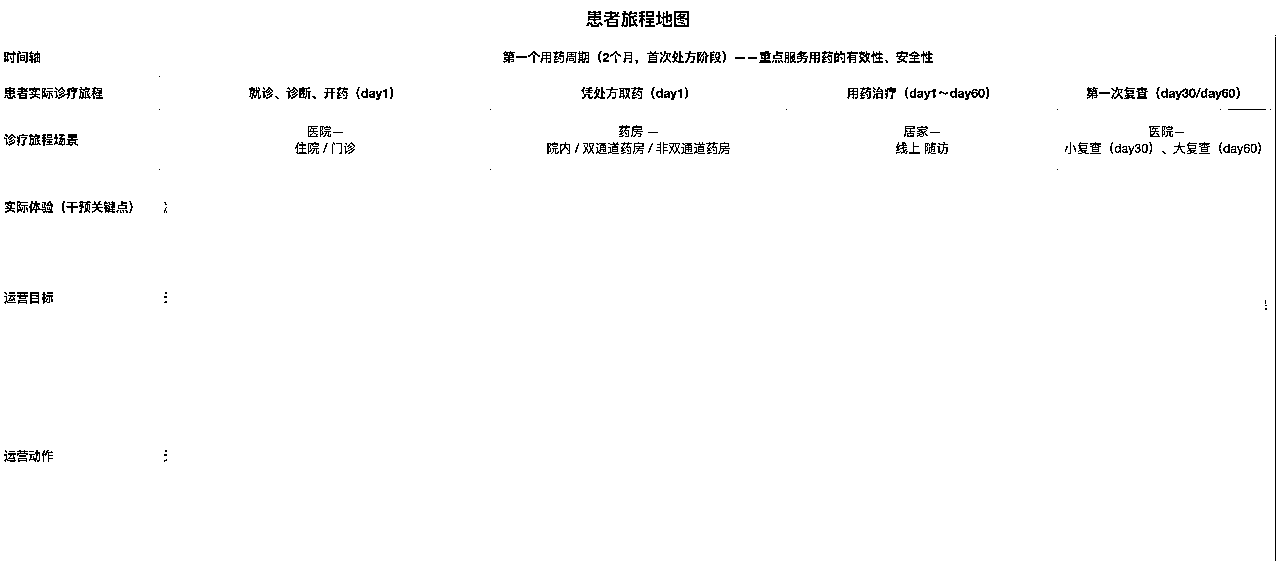 患者旅程地图
时间轴
第一个用药周期（2个月，首次处方阶段）——重点服务用药的有效性、安全性
患者实际诊疗旅程
就诊、诊断、开药（day1）
凭处方取药（day1）
用药治疗（day1～day60）
第一次复查（day30/day60）
诊疗旅程场景
医院—
住院 / 门诊
药房 —
院内 / 双通道药房 / 非双通道药房
居家—
线上 随访
医院—
小复查（day30）、大复查（day60）
实际体验（干预关键点）
运营目标
运营动作